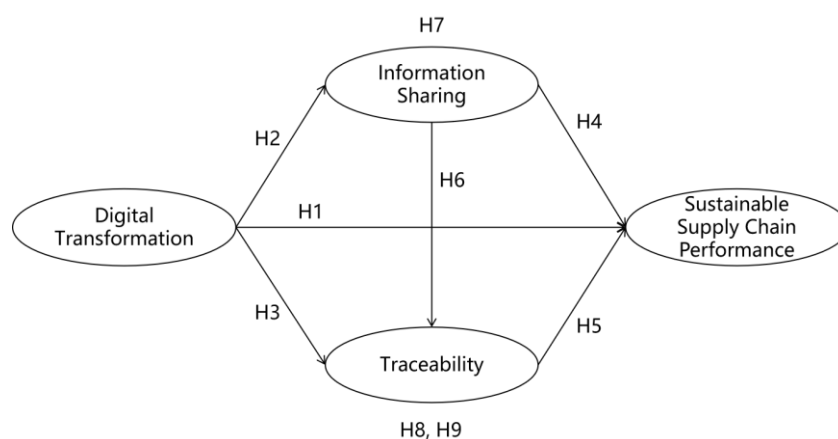 H7
Information
Sharing
H2
H4
H6
Digital
Transformation
H1
Sustainable
Supply Chain
Performance
H3
H5
Traceability
H8, H9